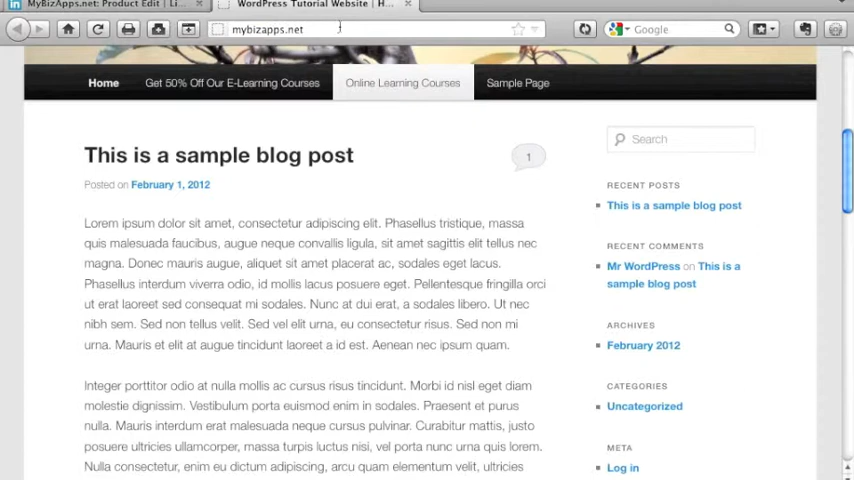 MyBizApps.net: Product Edit | Li...
WordPress Tutorial Website | H...
mybizapps.net
Google
Home
Get 50% Off Our E-Learning Courses
Online Learning Courses
Sample Page
This is a sample blog post
1
Posted on February 1, 2012
Lorem ipsum dolor sit amet, consectetur adipiscing elit. Phasellus tristique, massa
quis malesuada faucibus, augue neque convallis ligula, sit amet sagittis elit tellus nec
magna. Donec mauris augue, aliquet sit amet placerat ac, sodales eget lacus.
Phasellus interdum viverra odio, id mollis lacus posuere eget. Pellentesque fringilla orci
ut erat laoreet sed consequat mi sodales. Nunc at dui erat, a sodales libero. Ut nec
nibh sem. Sed non tellus velit. Sed vel elit urna, eu consectetur risus. Sed non mi
urna. Mauris et elit at augue tincidunt laoreet a id est. Aenean nec ipsum quam.
Integer porttitor odio at nulla mollis ac cursus risus tincidunt. Morbi id nisl eget diam
molestie dignissim. Vestibulum porta euismod enim in sodales. Praesent et purus
nulla. Mauris interdum erat malesuada neque cursus pulvinar. Curabitur mattis, justo
posuere ultricies ullamcorper, massa turpis luctus nisi, vel porta nunc urna quis lorem.
Nulla consectetur, enim eu dictum adipiscing, arcu quam elementum velit, ultricies
Search
RECENT POSTS
This is a sample blog post
RECENT COMMENTS
Mr WordPress on This is a
sample blog post
ARCHIVES
February 2012
CATEGORIES
Uncategorized
META
Log in